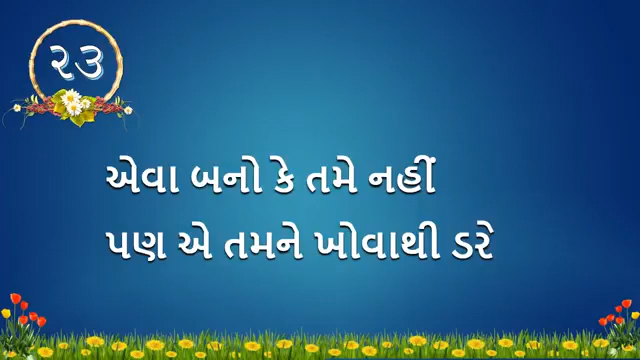 ૨૩
એવા બનો કે તમે નહીં
પણ એ તમને ખોવાથી ડરે